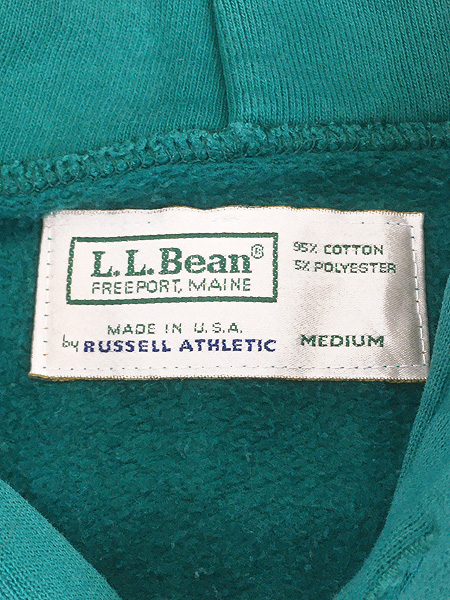 L.L.Bean®
FREEPORT, MAINE
MADE IN U.S.A.
by RUSSELL ATHLETIC
95% COTTON
5% POLYESTER
MEDIUM